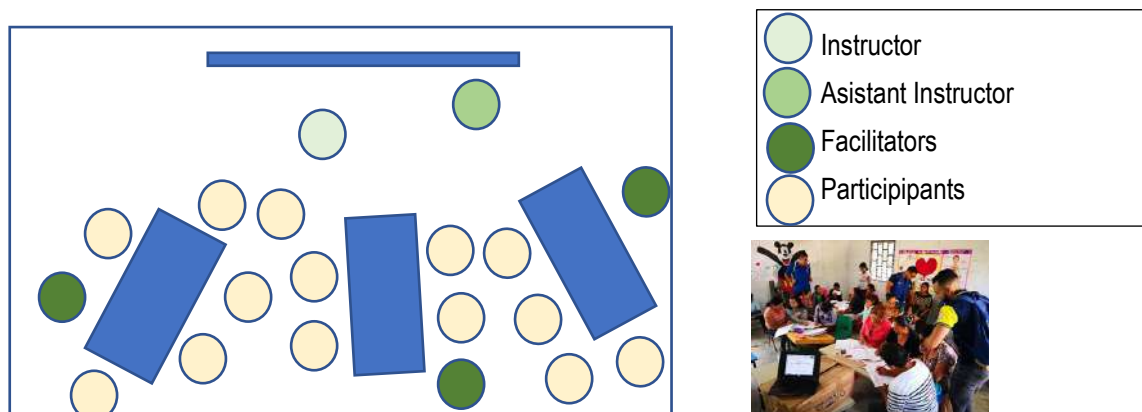 Instructor
Asistant Instructor
Facilitators
Participipants